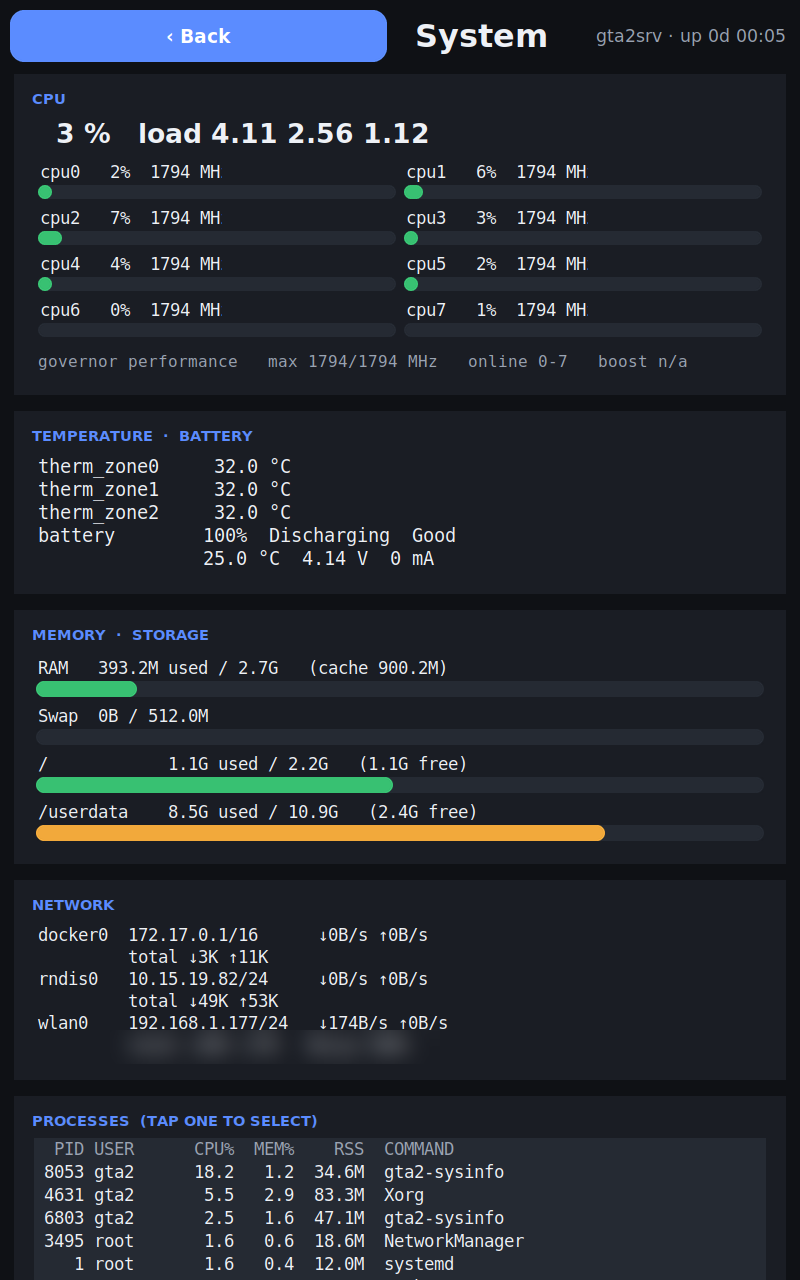 ‹ Back System gta2srv · up 0d 00:05
CPU
3 % load 4.11 2.56 1.12
cpu0 2% 1794 MH cpu1 6% 1794 MH
cpu2 7% 1794 MH cpu3 3% 1794 MH
cpu4 4% 1794 MH cpu5 2% 1794 MH
cpu6 0% 1794 MH cpu7 1% 1794 MH
governor performance max 1794/1794 MHz online 0-7 boost n/a
TEMPERATURE · BATTERY
therm_zone0 32.0 °C
therm_zone1 32.0 °C
therm_zone2 32.0 °C
battery 100% Discharging Good
25.0 °C 4.14 V 0 mA
MEMORY · STORAGE
RAM 393.2M used / 2.7G (cache 900.2M)
Swap 0B / 512.0M
/ 1.1G used / 2.2G (1.1G free)
/userdata 8.5G used / 10.9G (2.4G free)
NETWORK
docker0 172.17.0.1/16 ↓0B/s ↑0B/s
total ↓3K ↑11K
rndis0 10.15.19.82/24 ↓0B/s ↑0B/s
total ↓49K ↑53K
wlan0 192.168.1.177/24 ↓174B/s ↑0B/s
PROCESSES (TAP ONE TO SELECT)
PID USER CPU% MEM% RSS COMMAND
8053 gta2 18.2 1.2 34.6M gta2-sysinfo
4631 gta2 5.5 2.9 83.3M Xorg
6803 gta2 2.5 1.6 47.1M gta2-sysinfo
3495 root 1.6 0.6 18.6M NetworkManager
1 root 1.6 0.4 12.0M systemd